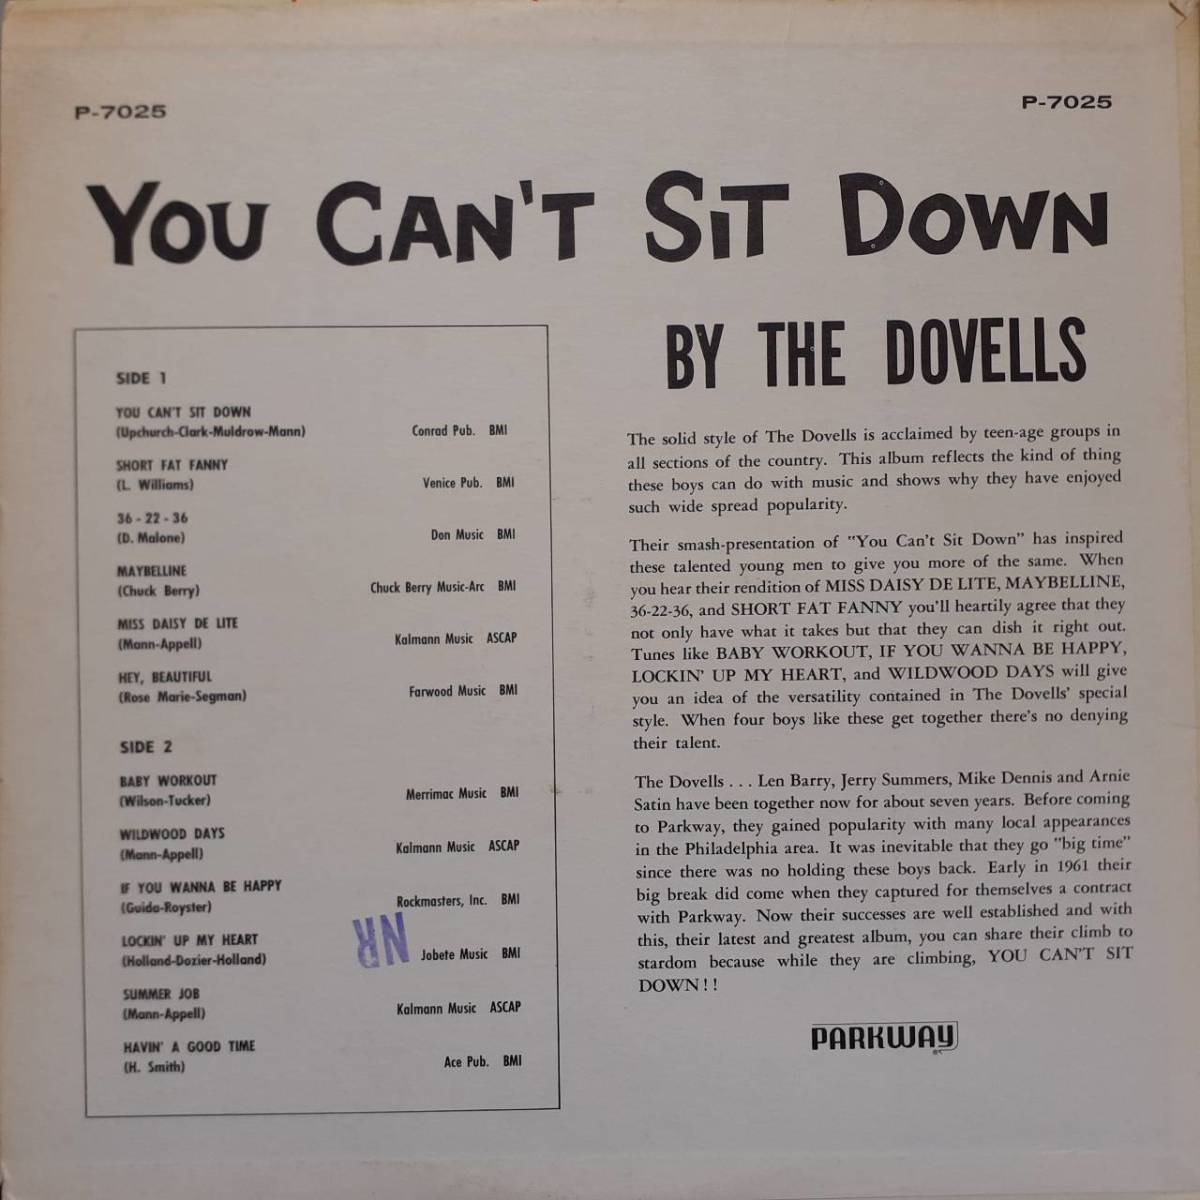 P-7025
P-7025
YOU CAN'T SIT DOWN
BY THE DOVELLS
SIDE 1
YOU CAN'T SIT DOWN
(Upchurch-Clark-Muldrow-Mann) Conrad Pub. BMI
SHORT FAT FANNY
(L. Williams) Venice Pub. BMI
36 - 22 - 36
(D. Malone) Don Music BMI
MAYBELLINE
(Chuck Berry) Chuck Berry Music-Arc BMI
MISS DAISY DE LITE
(Mann-Appell) Kalmann Music ASCAP
HEY, BEAUTIFUL
(Rose Marie-Segman) Farwood Music BMI
SIDE 2
BABY WORKOUT
(Wilson-Tucker) Merrimac Music BMI
WILDWOOD DAYS
(Mann-Appell) Kalmann Music ASCAP
IF YOU WANNA BE HAPPY
(Guida-Royster) Rockmasters, Inc. BMI
LOCKIN' UP MY HEART
(Holland-Dozier-Holland) Jobete Music BMI
NR
SUMMER JOB
(Mann-Appell) Kalmann Music ASCAP
HAVIN' A GOOD TIME
(H. Smith) Ace Pub. BMI
The solid style of The Dovells is acclaimed by teen-age groups in
all sections of the country. This album reflects the kind of thing
these boys can do with music and shows why they have enjoyed
such wide spread popularity.
Their smash-presentation of "You Can't Sit Down" has inspired
these talented young men to give you more of the same. When
you hear their rendition of MISS DAISY DE LITE, MAYBELLINE,
36-22-36, and SHORT FAT FANNY you'll heartily agree that they
not only have what it takes but that they can dish it right out.
Tunes like BABY WORKOUT, IF YOU WANNA BE HAPPY,
LOCKIN' UP MY HEART, and WILDWOOD DAYS will give
you an idea of the versatility contained in The Dovells' special
style. When four boys like these get together there's no denying
their talent.
The Dovells . . . Len Barry, Jerry Summers, Mike Dennis and Arnie
Satin have been together now for about seven years. Before coming
to Parkway, they gained popularity with many local appearances
in the Philadelphia area. It was inevitable that they go "big time"
since there was no holding these boys back. Early in 1961 their
big break did come when they captured for themselves a contract
with Parkway. Now their successes are well established and with
this, their latest and greatest album, you can share their climb to
stardom because while they are climbing, YOU CAN'T SIT
DOWN ! !
PARKWAY